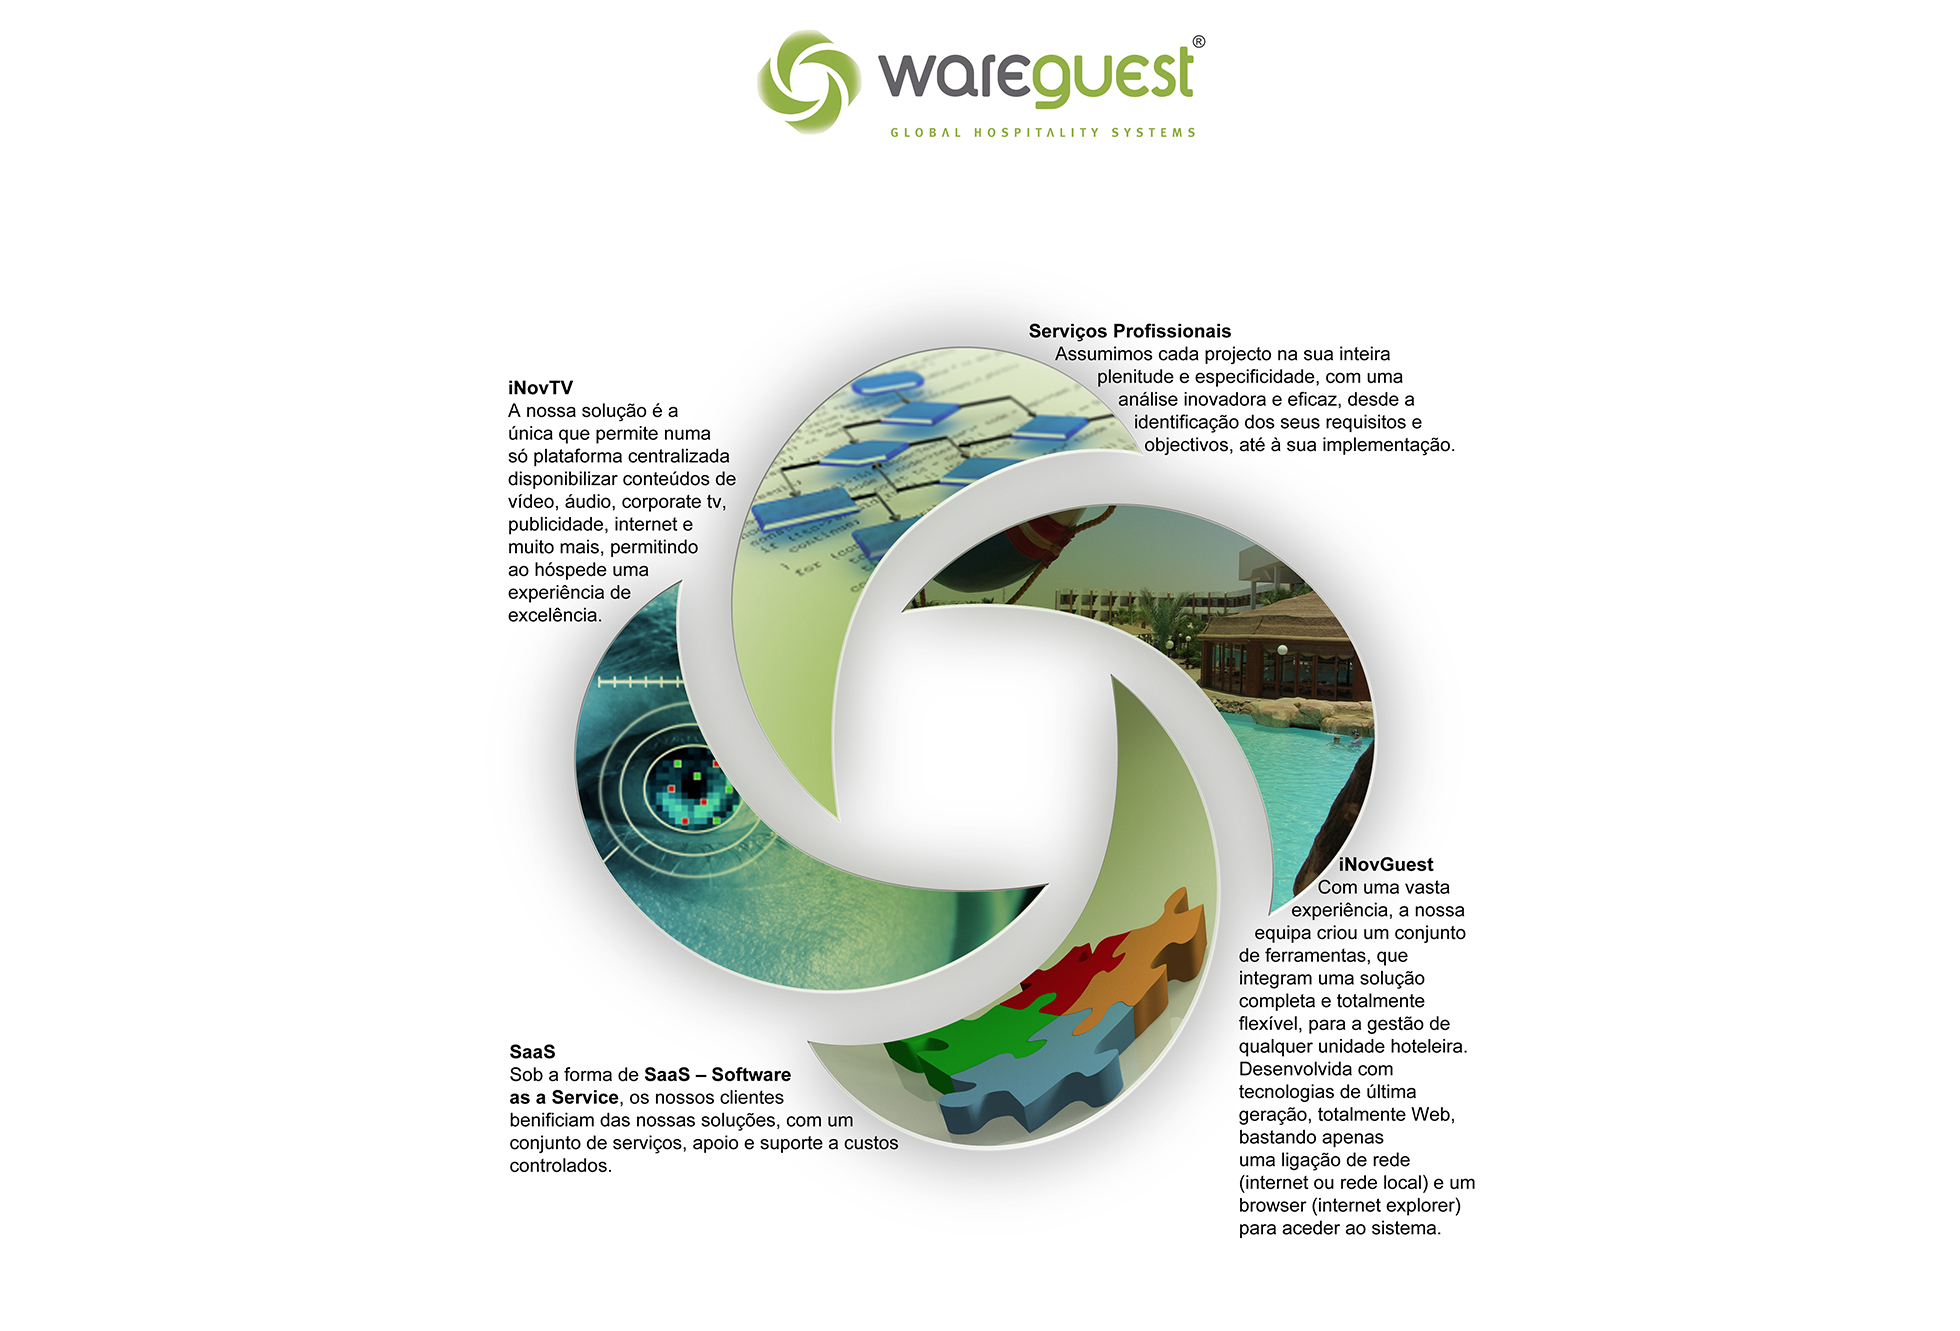 wareguest®
GLOBAL HOSPITALITY SYSTEMS
Serviços Profissionais
Assumimos cada projecto na sua inteira
plenitude e especificidade, com uma
análise inovadora e eficaz, desde a
identificação dos seus requisitos e
objectivos, até à sua implementação.
iNovTV
A nossa solução é a
única que permite numa
só plataforma centralizada
disponibilizar conteúdos de
vídeo, áudio, corporate tv,
publicidade, internet e
muito mais, permitindo
ao hóspede uma
experiência de
excelência.
iNovGuest
Com uma vasta
experiência, a nossa
equipa criou um conjunto
de ferramentas, que
integram uma solução
completa e totalmente
flexível, para a gestão de
qualquer unidade hoteleira.
Desenvolvida com
tecnologias de última
geração, totalmente Web,
bastando apenas
uma ligação de rede
(internet ou rede local) e um
browser (internet explorer)
para aceder ao sistema.
SaaS
Sob a forma de SaaS – Software
as a Service, os nossos clientes
benificiam das nossas soluções, com um
conjunto de serviços, apoio e suporte a custos
controlados.